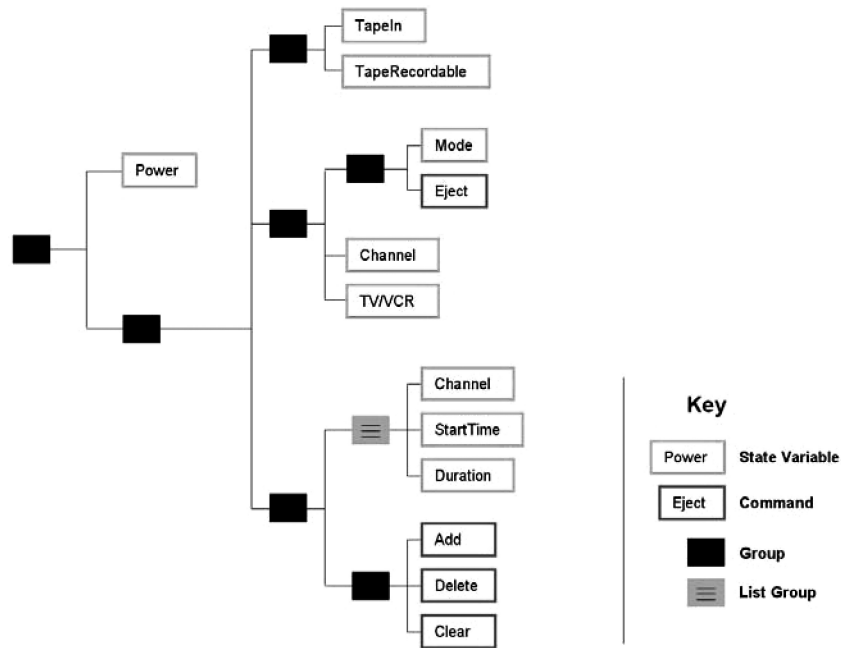 TapeIn
TapeRecordable
Power
Mode
Eject
Channel
TV/VCR
Channel
StartTime
Duration
Add
Delete
Clear
Key
Power State Variable
Eject Command
Group
List Group